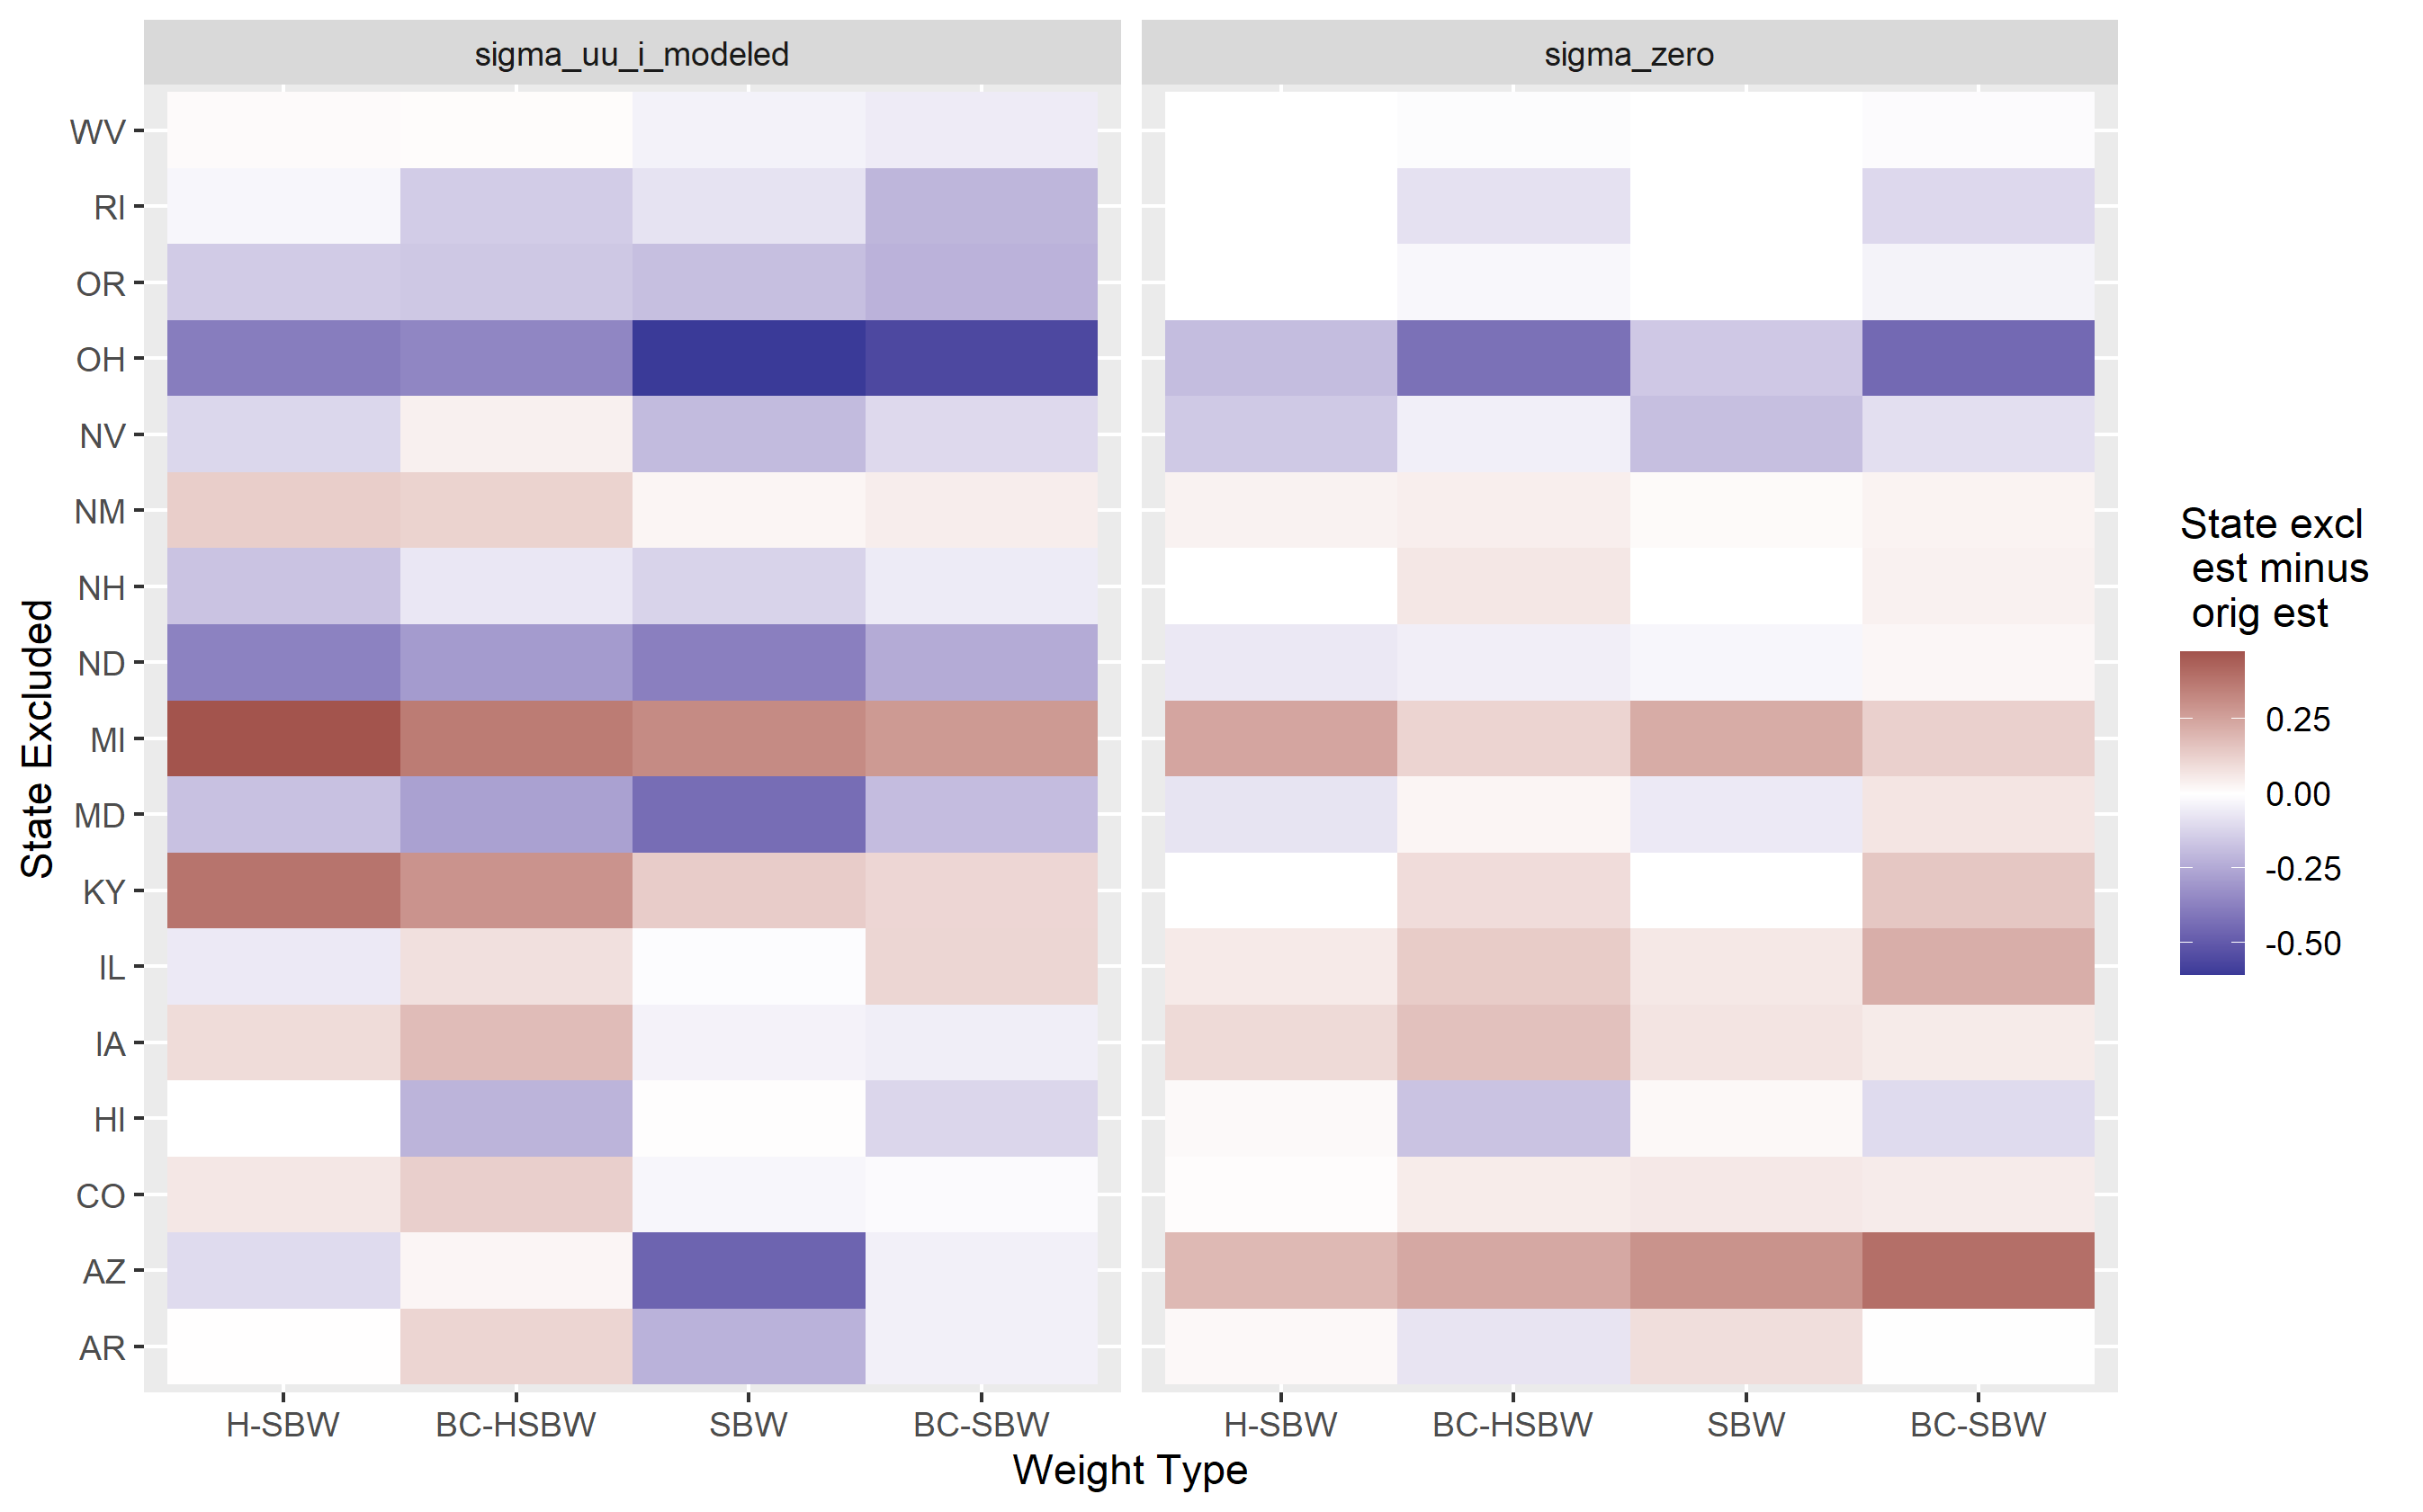 sigma_uu_i_modeled
sigma_zero
WV
RI
OR
OH
NV
NM
NH
ND
MI
MD
KY
IL
IA
HI
CO
AZ
AR
State Excluded
H-SBW
BC-HSBW
SBW
BC-SBW
H-SBW
BC-HSBW
SBW
BC-SBW
Weight Type
State excl
est minus
orig est
0.25
0.00
-0.25
-0.50